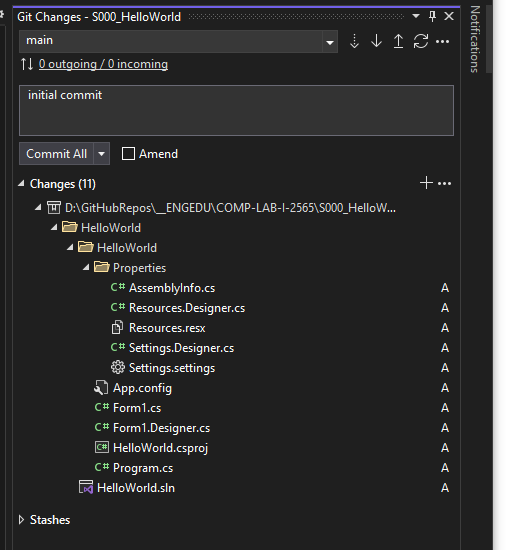 Git Changes - S000_HelloWorld
main
0 outgoing / 0 incoming
initial commit
Commit All
Amend
Changes (11)
D:\GitHubRepos\__ENGEDU\COMP-LAB-I-2565\S000_HelloW...
HelloWorld
HelloWorld
Properties
C# AssemblyInfo.cs A
C# Resources.Designer.cs A
Resources.resx A
C# Settings.Designer.cs A
Settings.settings A
App.config A
C# Form1.cs A
C# Form1.Designer.cs A
C# HelloWorld.csproj A
C# Program.cs A
HelloWorld.sln A
Stashes
Notifications